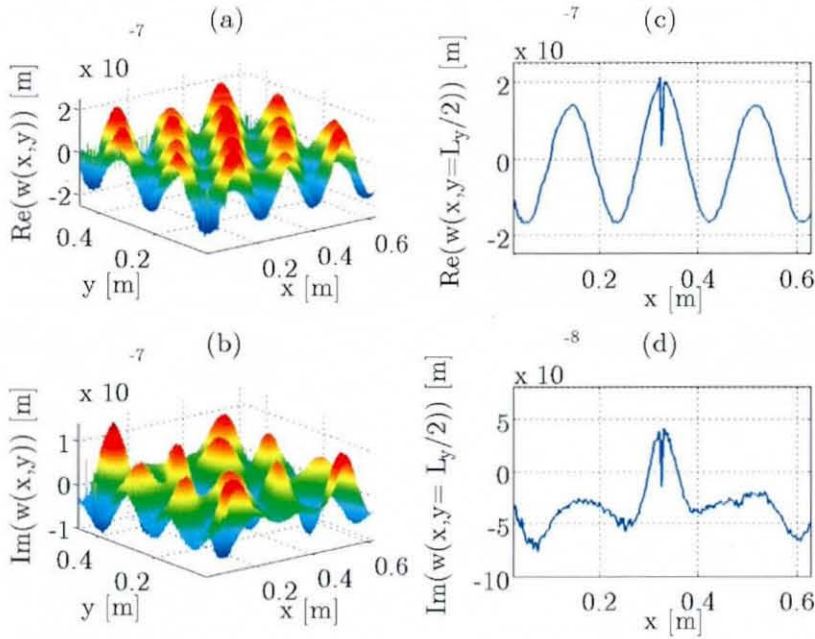 (a)
-7
x 10
Re(w(x,y)) [m]
2
0
-2
0.4
0.2
y [m]
0.2
0.4
0.6
x [m]
(c)
-7
x 10
Re(w(x,y=L_y/2)) [m]
2
0
-2
0.2
0.4
0.6
x [m]
(b)
-7
x 10
Im(w(x,y)) [m]
1
0
-1
0.4
0.2
y [m]
0.2
0.4
0.6
x [m]
(d)
-8
x 10
Im(w(x,y= L_y/2)) [m]
5
0
-5
-10
0.2
0.4
0.6
x [m]